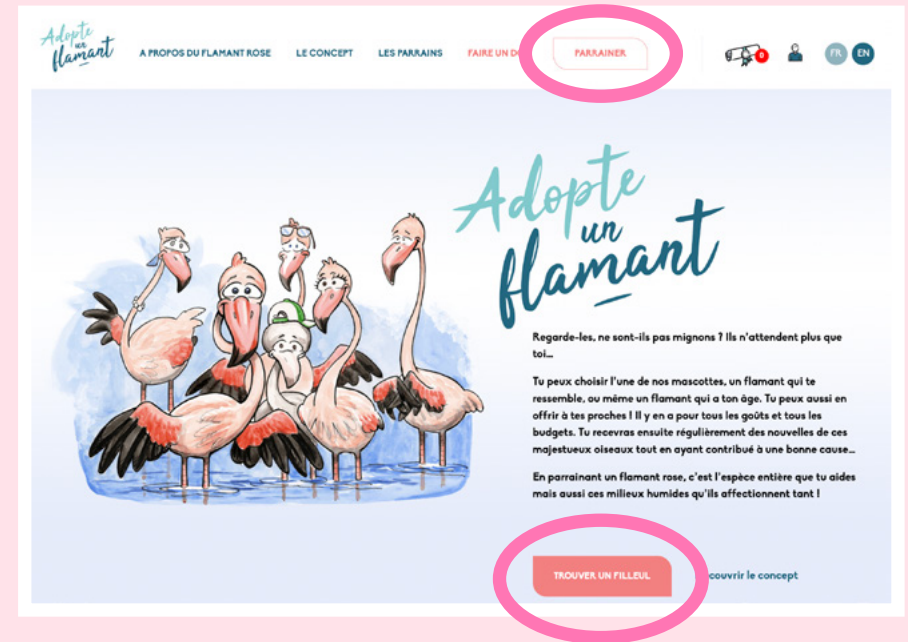 Adopte
un
flamant
A PROPOS DU FLAMANT ROSE LE CONCEPT LES PARRAINS FAIRE UN DO PARRAINER 0 FR EN
Adopte
un
flamant
Regarde-les, ne sont-ils pas mignons ? Ils n'attendent plus que
toi...
Tu peux choisir l'une de nos mascottes, un flamant qui te
ressemble, ou même un flamant qui a ton âge. Tu peux aussi en
offrir à tes proches ! Il y en a pour tous les goûts et tous les
budgets. Tu recevras ensuite régulièrement des nouvelles de ces
majestueux oiseaux tout en ayant contribué à une bonne cause...
En parrainant un flamant rose, c'est l'espèce entière que tu aides
mais aussi ces milieux humides qu'ils affectionnent tant !
TROUVER UN FILLEUL couvrir le concept